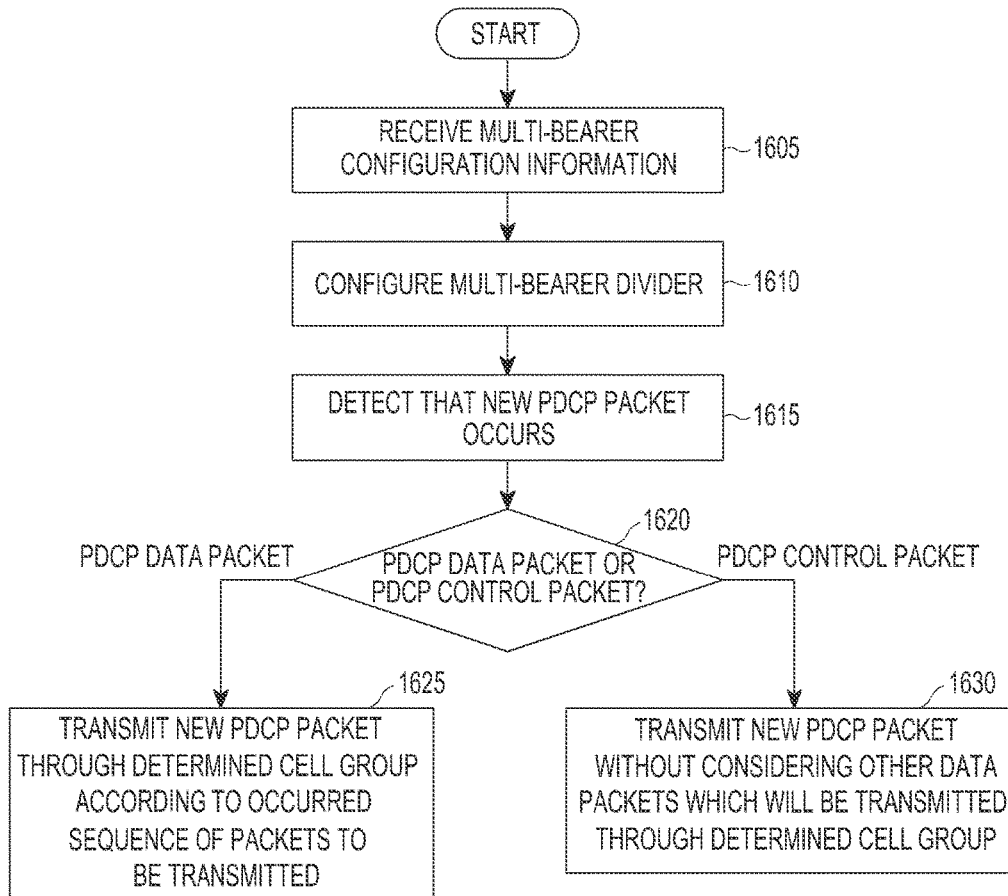 START
RECEIVE MULTI-BEARER
CONFIGURATION INFORMATION
1605
CONFIGURE MULTI-BEARER DIVIDER
1610
DETECT THAT NEW PDCP PACKET
OCCURS
1615
1620
PDCP DATA PACKET
PDCP DATA PACKET OR
PDCP CONTROL PACKET?
PDCP CONTROL PACKET
1625
TRANSMIT NEW PDCP PACKET
THROUGH DETERMINED CELL GROUP
ACCORDING TO OCCURRED
SEQUENCE OF PACKETS TO
BE TRANSMITTED
1630
TRANSMIT NEW PDCP PACKET
WITHOUT CONSIDERING OTHER DATA
PACKETS WHICH WILL BE TRANSMITTED
THROUGH DETERMINED CELL GROUP